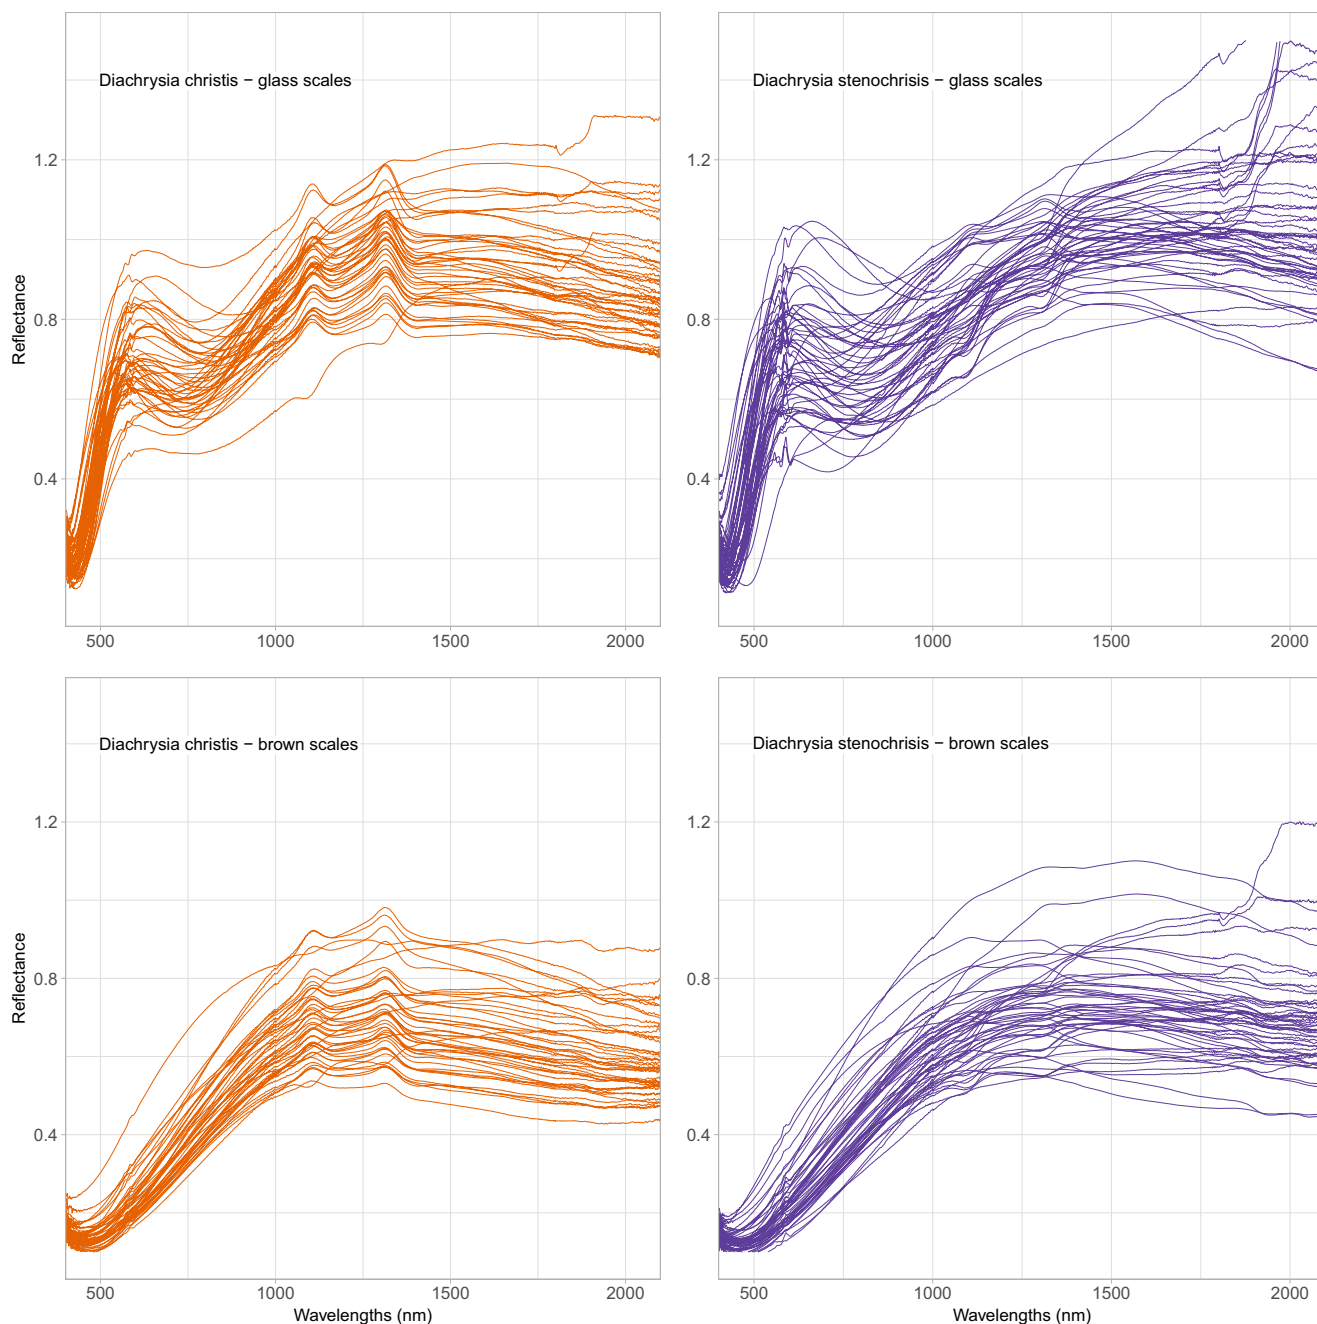 Diachrysia christis − glass scales
Diachrysia stenochrisis − glass scales
1.2
0.8
0.4
Reflectance
500 1000 1500 2000
1.2
0.8
0.4
500 1000 1500 2000
Diachrysia christis − brown scales
Diachrysia stenochrisis − brown scales
1.2
0.8
0.4
Reflectance
500 1000 1500 2000
Wavelengths (nm)
1.2
0.8
0.4
500 1000 1500 2000
Wavelengths (nm)